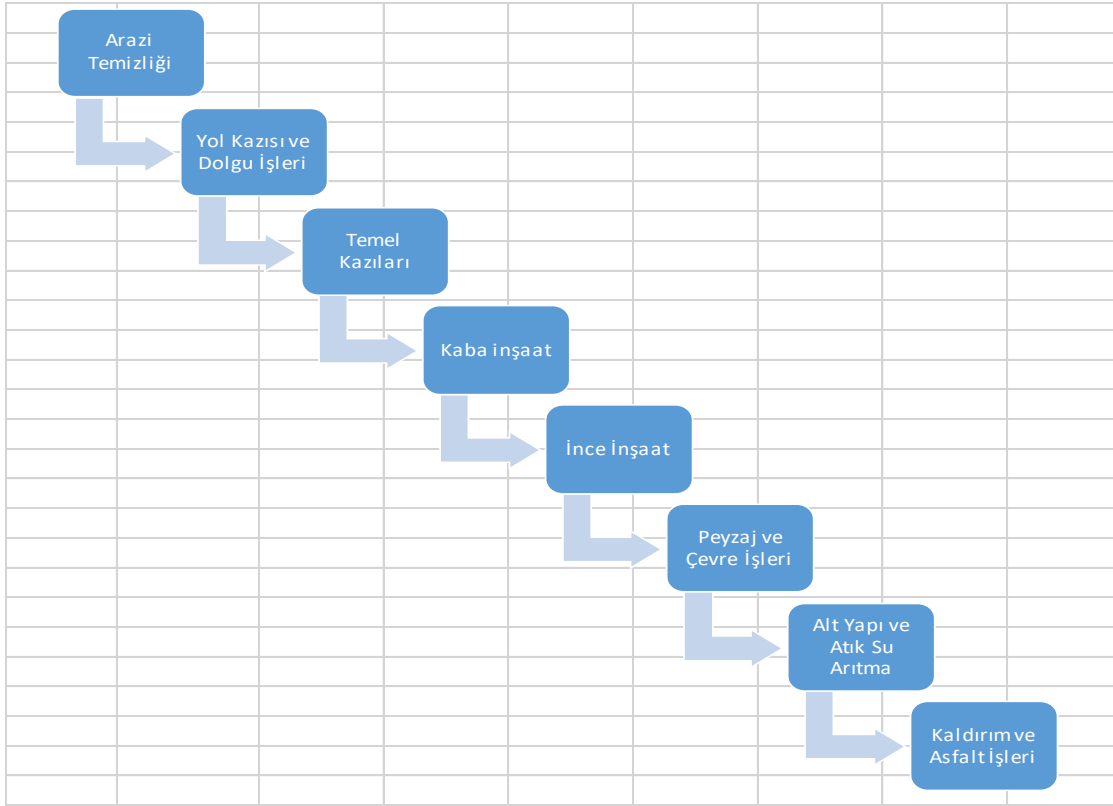 Arazi
Temizliği
Yol Kazısı ve
Dolgu İşleri
Temel
Kazıları
Kaba inşaat
İnce İnşaat
Peyzaj ve
Çevre İşleri
Alt Yapı ve
Atık Su
Arıtma
Kaldırım ve
Asfalt İşleri